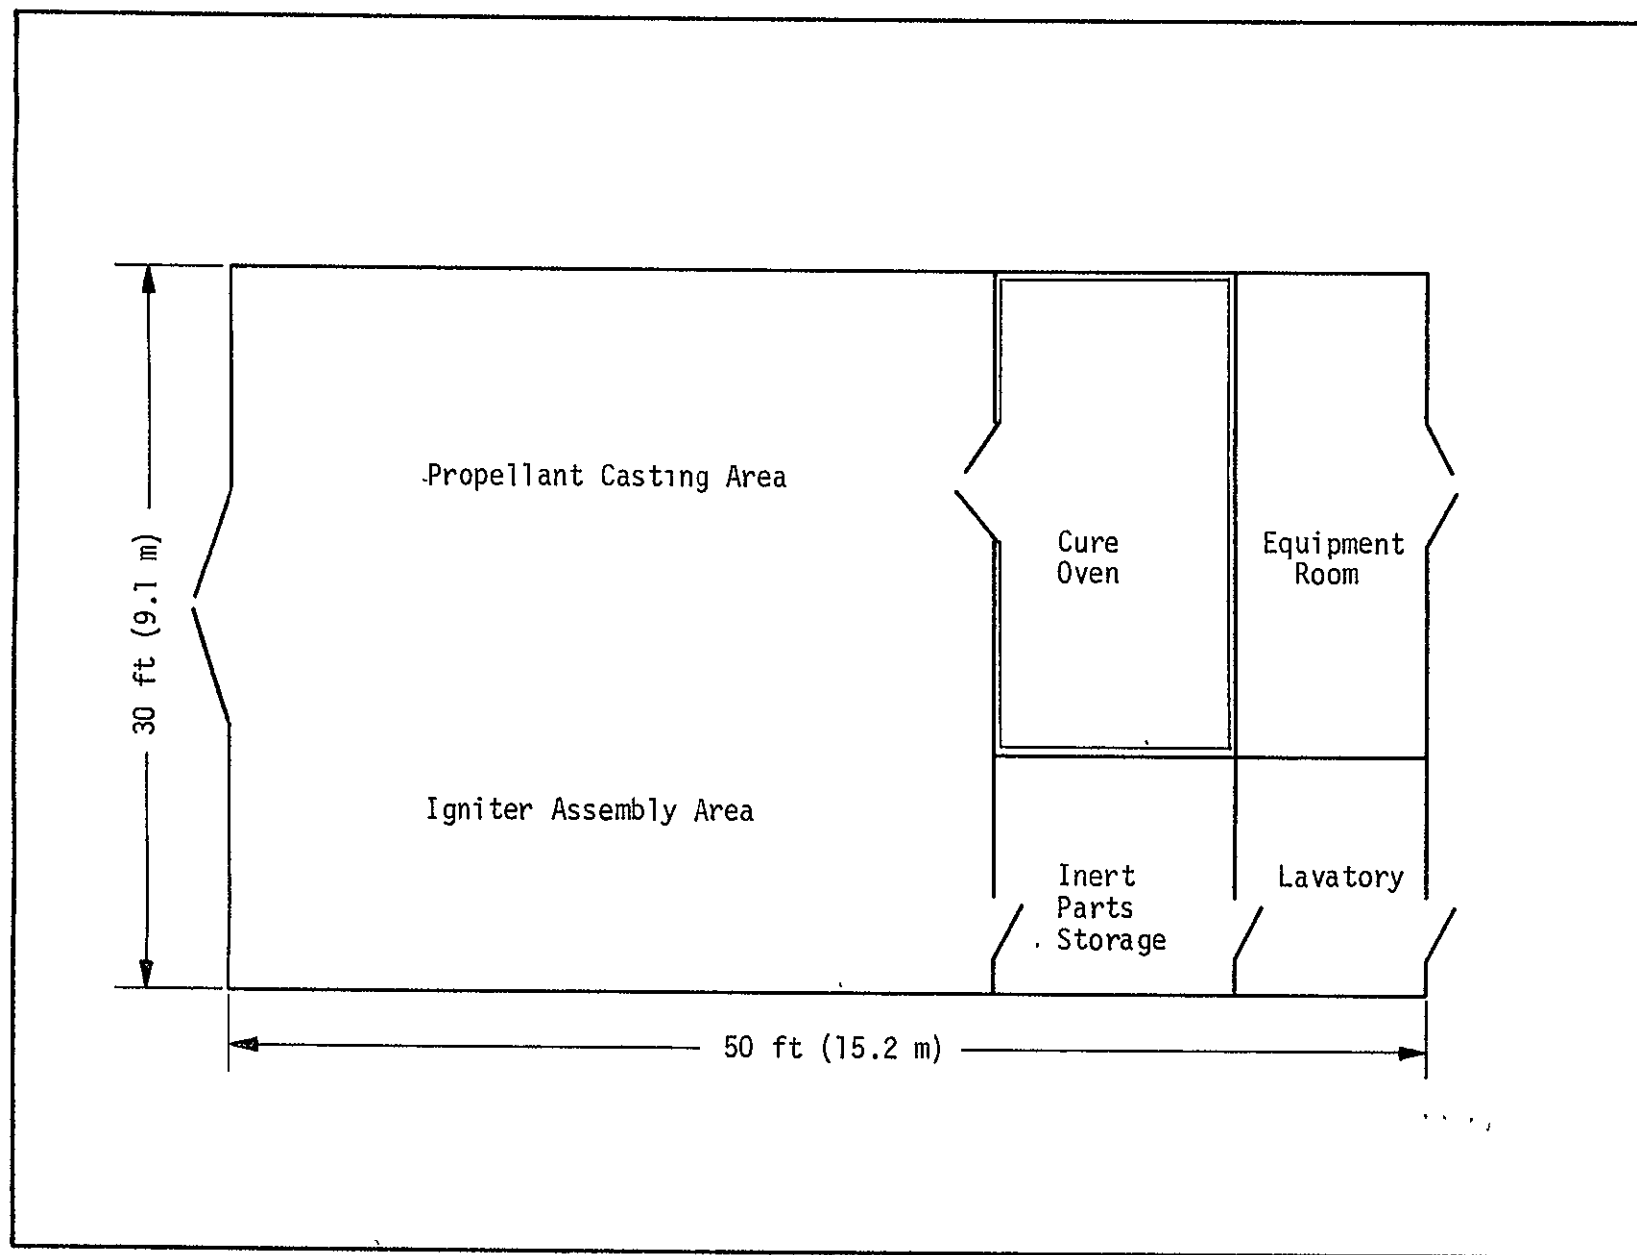 Propellant Casting Area
Cure
Oven
Equipment
Room
30 ft (9.1 m)
Igniter Assembly Area
Inert
Parts
Storage
Lavatory
50 ft (15.2 m)